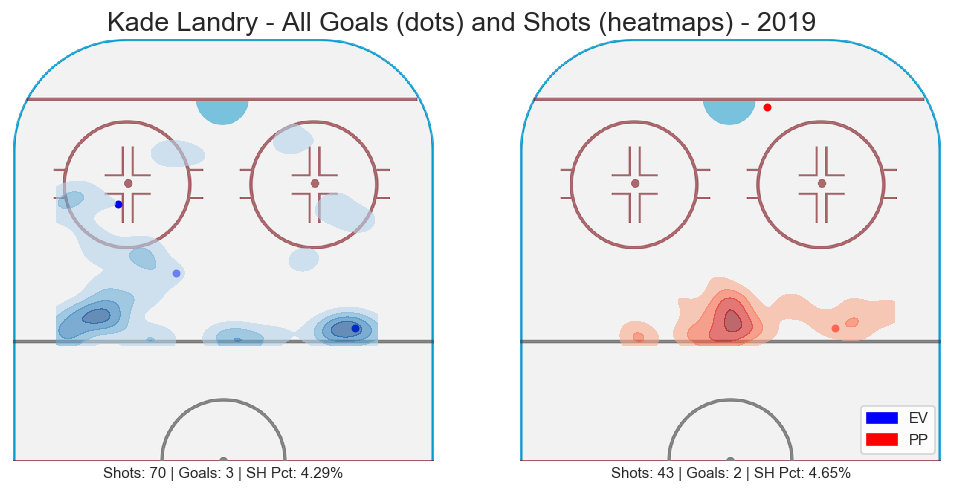 Kade Landry - All Goals (dots) and Shots (heatmaps) - 2019
EV
PP
Shots: 70 | Goals: 3 | SH Pct: 4.29%
Shots: 43 | Goals: 2 | SH Pct: 4.65%